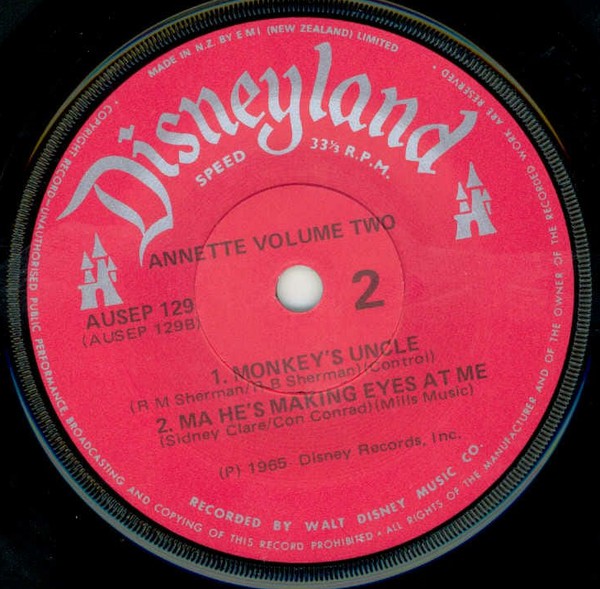 MADE IN N.Z. BY E M I (NEW ZEALAND) LIMITED
Disneyland
SPEED 33⅓ R.P.M.
ANNETTE VOLUME TWO
2
AUSEP 129
(AUSEP 129B)
1. MONKEY'S UNCLE
(R M Sherman/R B Sherman)(Control)
2. MA HE'S MAKING EYES AT ME
(Sidney Clare/Con Conrad)(Mills Music)
(P) 1965 Disney Records, Inc.
RECORDED BY WALT DISNEY MUSIC CO.
• COPYRIGHT RECORD-UNAUTHORISED PUBLIC PERFORMANCE, BROADCASTING AND COPYING OF THIS RECORD PROHIBITED • ALL RIGHTS OF THE MANUFACTURER AND OF THE OWNER OF THE RECORDED WORK ARE RESERVED •